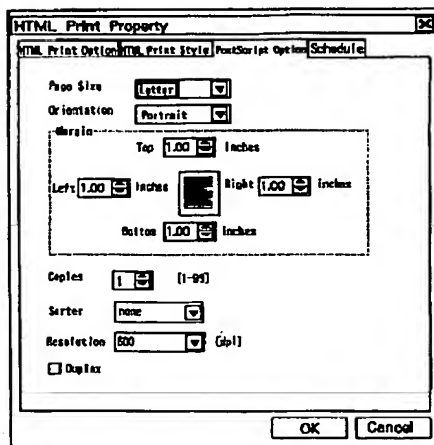 HTML Print Property
HTML Print Option HTML Print Style PostScript Option Schedule
Page Size Letter
Orientation Portrait
Margin
Top 1.00 Inches
Left 1.00 Inches Right 1.00 inches
Bottom 1.00 inches
Copies 1 [1-99]
Sorter none
Resolution 600 [dpi]
Duplex
OK Cancel